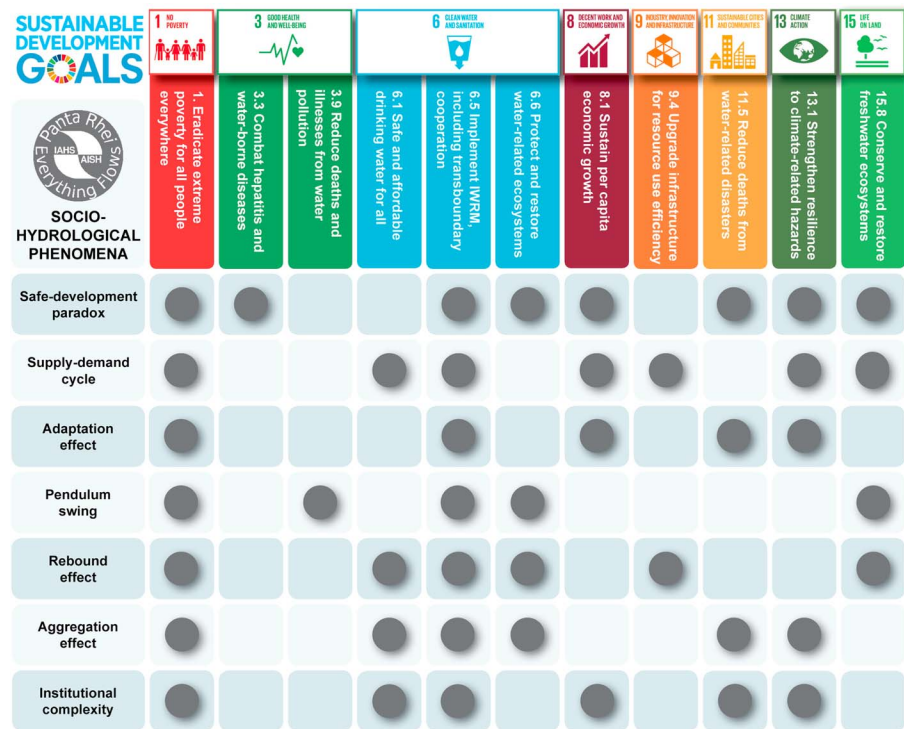 SUSTAINABLE
DEVELOPMENT
GOALS
1 NO
POVERTY
3 GOOD HEALTH
AND WELL-BEING
6 CLEAN WATER
AND SANITATION
8 DECENT WORK AND
ECONOMIC GROWTH
9 INDUSTRY, INNOVATION
AND INFRASTRUCTURE
11 SUSTAINABLE CITIES
AND COMMUNITIES
13 CLIMATE
ACTION
15 LIFE
ON LAND
Panta Rhei
IAHS
AISH
Everything Flows
SOCIO-
HYDROLOGICAL
PHENOMENA
1. Eradicate extreme
poverty for all people
everywhere
3.3 Combat hepatitis and
water-borne diseases
3.9 Reduce deaths and
illnesses from water
pollution
6.1 Safe and affordable
drinking water for all
6.5 Implement IWRM,
including transboundary
cooperation
6.6 Protect and restore
water-related ecosystems
8.1 Sustain per capita
economic growth
9.4 Upgrade infrastructure
for resource use efficiency
11.5 Reduce deaths from
water-related disasters
13.1 Strengthen resilience
to climate-related hazards
15.8 Conserve and restore
freshwater ecosystems
Safe-development
paradox
Supply-demand
cycle
Adaptation
effect
Pendulum
swing
Rebound
effect
Aggregation
effect
Institutional
complexity